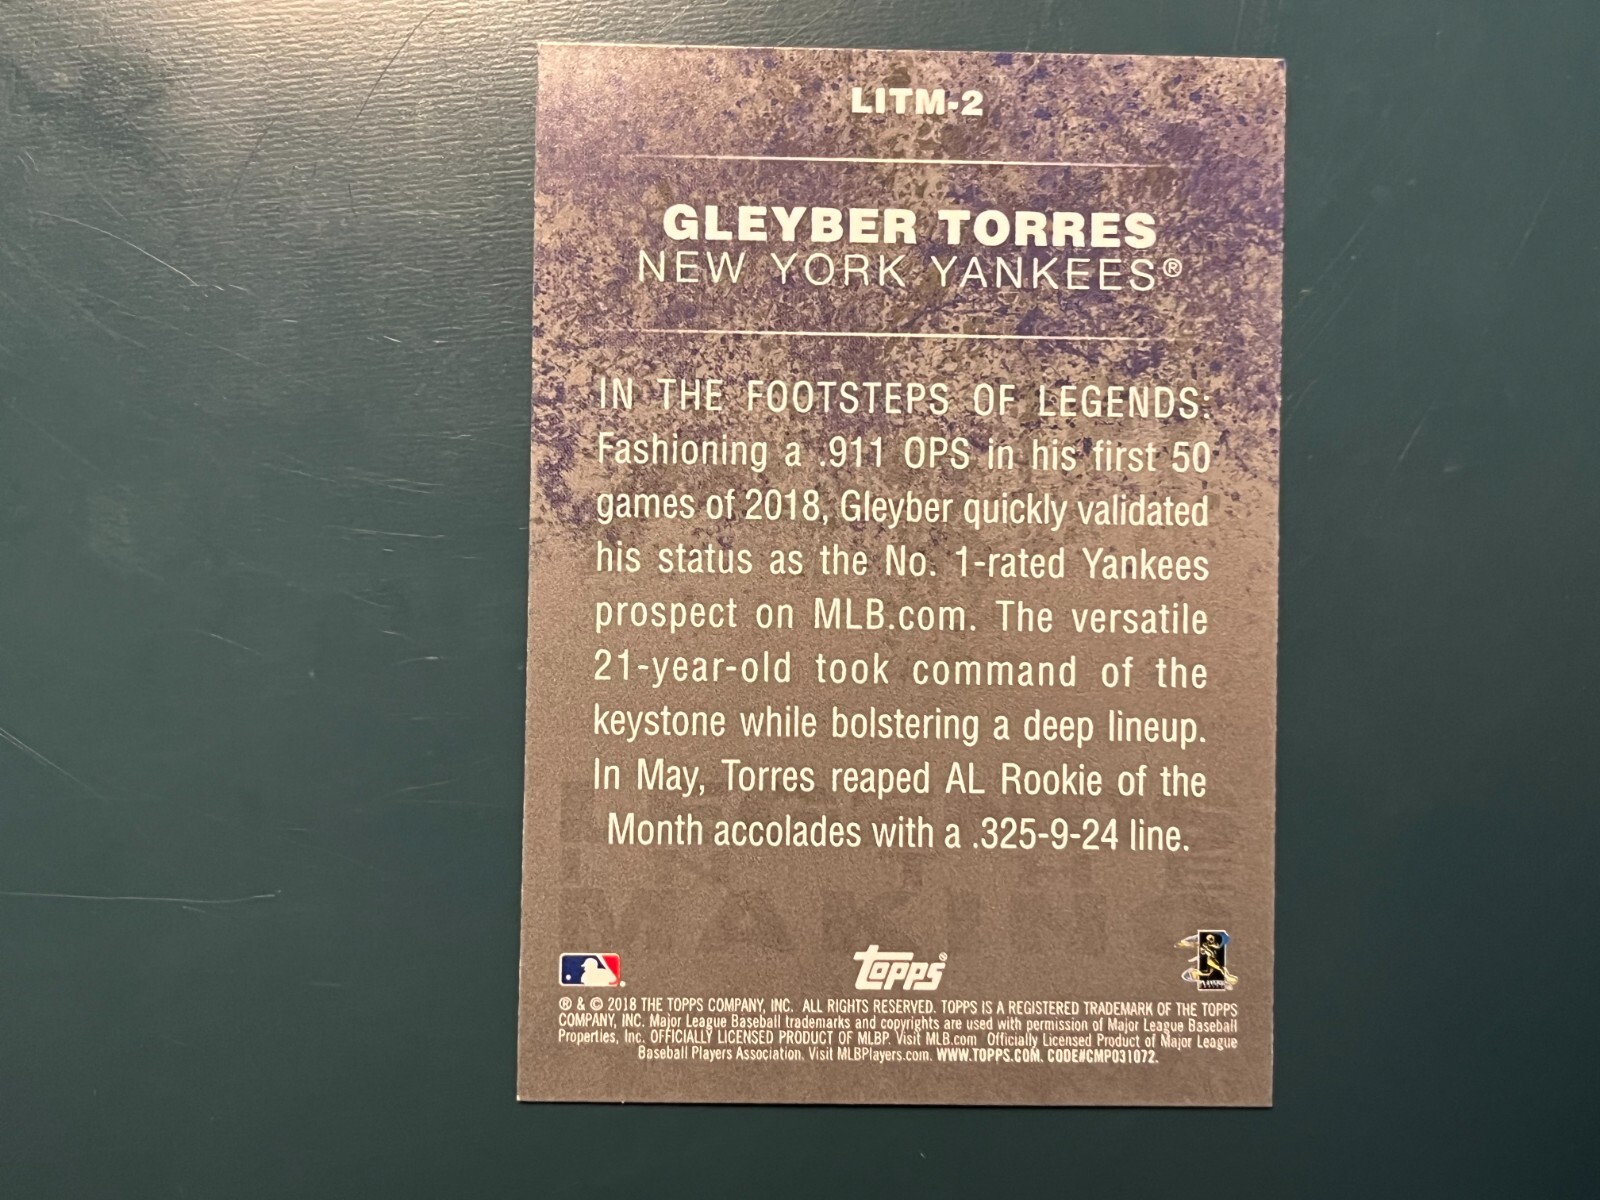 LITM-2
GLEYBER TORRES
NEW YORK YANKEES®
IN THE FOOTSTEPS OF LEGENDS:
Fashioning a .911 OPS in his first 50
games of 2018, Gleyber quickly validated
his status as the No. 1-rated Yankees
prospect on MLB.com. The versatile
21-year-old took command of the
keystone while bolstering a deep lineup.
In May, Torres reaped AL Rookie of the
Month accolades with a .325-9-24 line.
MAKING
topps®
PLAYERS
® & © 2018 THE TOPPS COMPANY, INC. ALL RIGHTS RESERVED. TOPPS IS A REGISTERED TRADEMARK OF THE TOPPS
COMPANY, INC. Major League Baseball trademarks and copyrights are used with permission of Major League Baseball
Properties, Inc. OFFICIALLY LICENSED PRODUCT OF MLBP. Visit MLB.com Officially Licensed Product of Major League
Baseball Players Association. Visit MLBPlayers.com. WWW.TOPPS.COM. CODE#CMP031072.